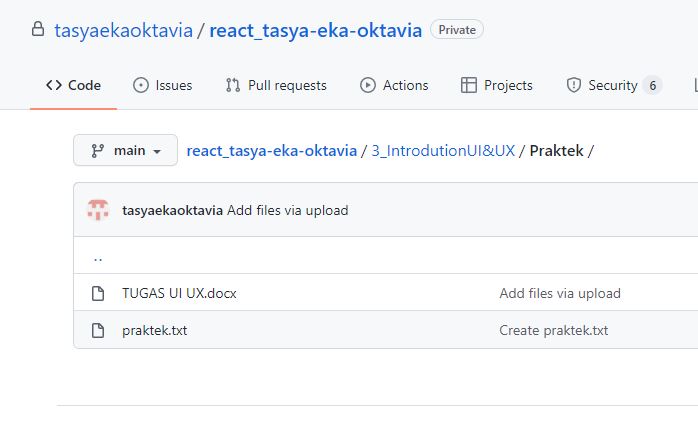 tasyaekaoktavia / react_tasya-eka-oktavia Private
Code Issues Pull requests Actions Projects Security 6
main react_tasya-eka-oktavia / 3_IntrodutionUI&UX / Praktek /
tasyaekaoktavia Add files via upload
..
TUGAS UI UX.docx Add files via upload
praktek.txt Create praktek.txt